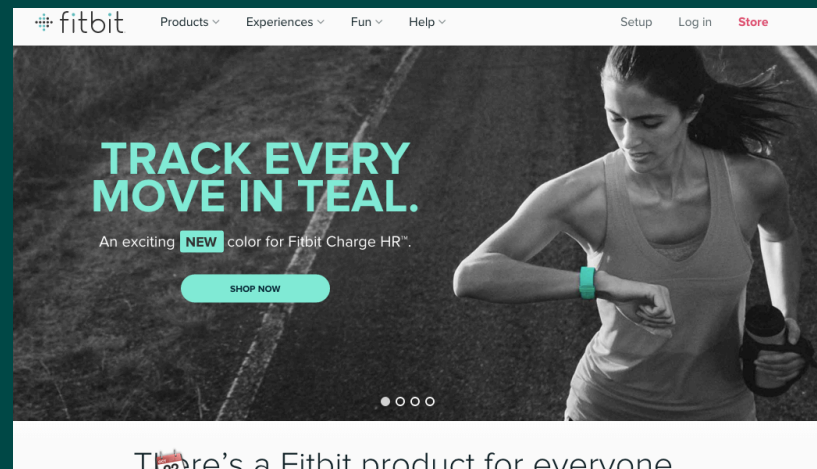 fitbit
Products Experiences Fun Help Setup Log in Store
TRACK EVERY
MOVE IN TEAL.
An exciting NEW color for Fitbit Charge HR™.
SHOP NOW
There's a Fitbit product for everyone